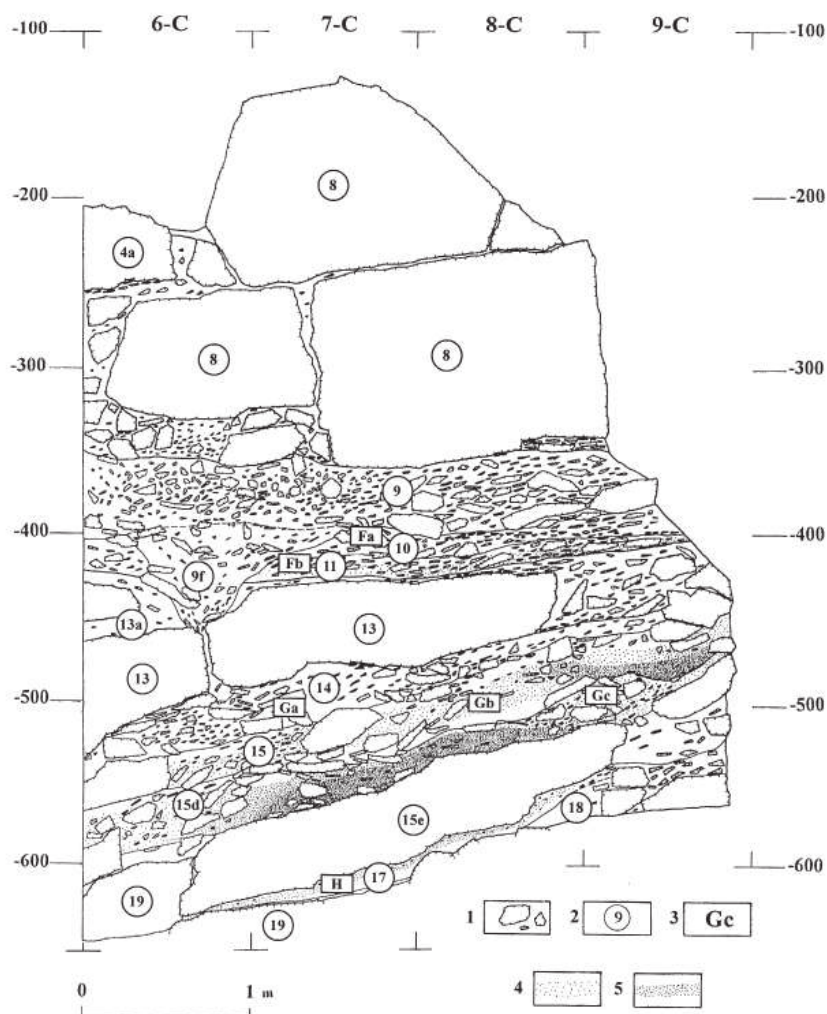 6-C 7-C 8-C 9-C
-100 -100
8
-200 -200
4a
8 8
-300 -300
9
-400 Fa -400
10
Fb 11
9f
13a
13
13
14
-500 Ga Gb Gc -500
15
15d
15e 18
-600 -600
H 17
19
19
1 2 9 3 Gc
4 5
0 1 m